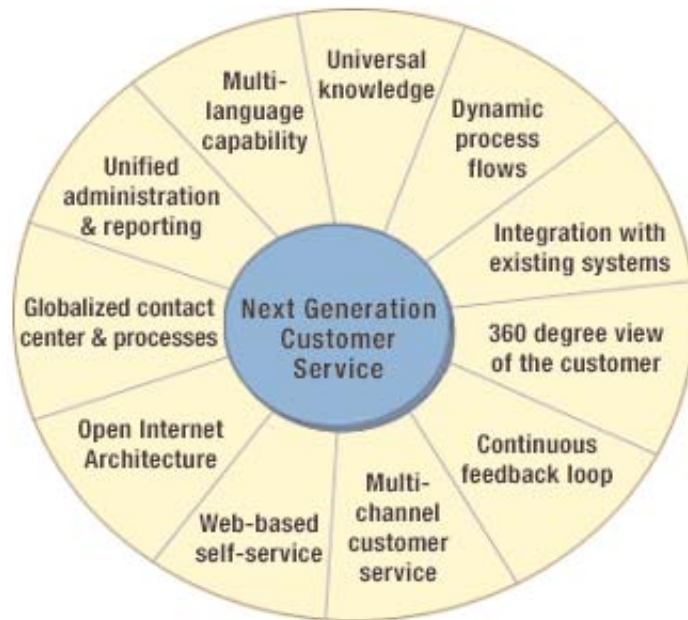 Universal
knowledge
Dynamic
process
flows
Integration with
existing systems
360 degree view
of the customer
Continuous
feedback loop
Multi-
channel
customer
service
Web-based
self-service
Open Internet
Architecture
Globalized contact
center & processes
Unified
administration
& reporting
Multi-
language
capability
Next Generation
Customer
Service